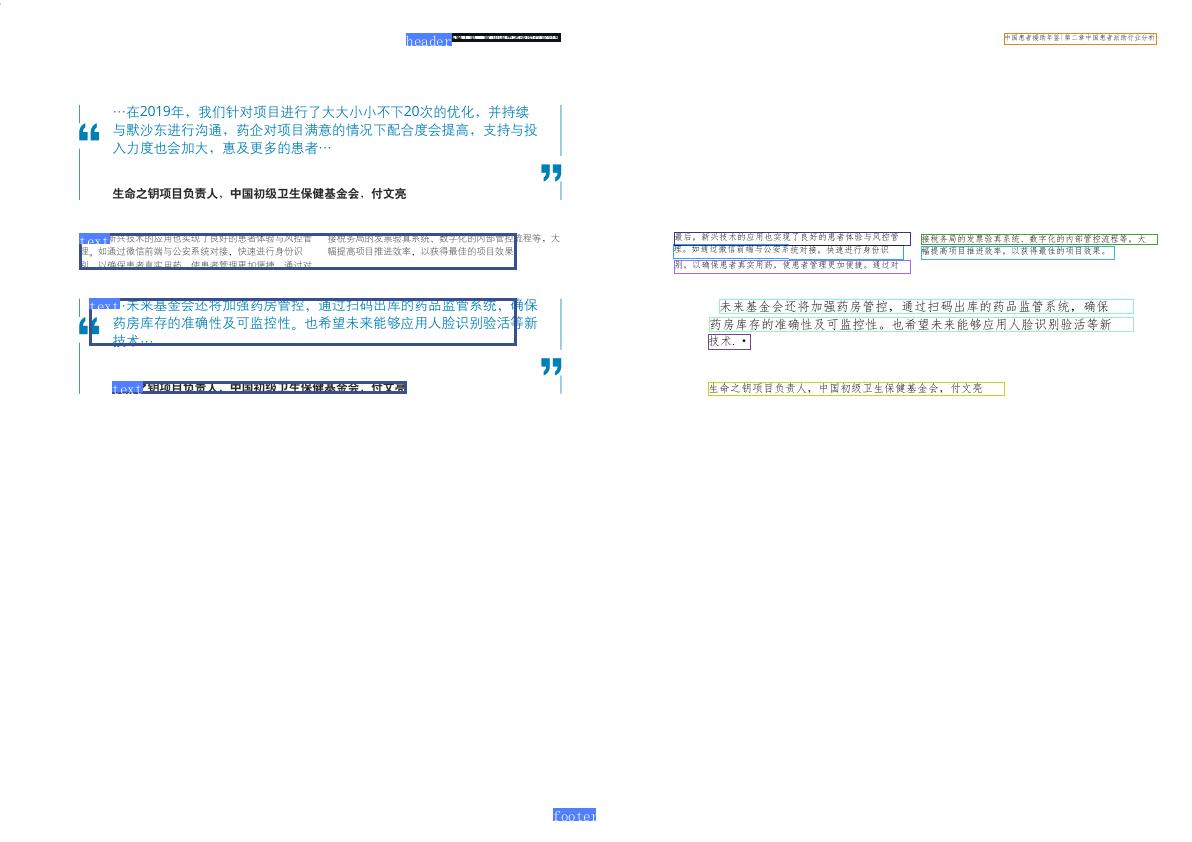 header
…在2019年，我们针对项目进行了大大小小不下20次的优化，并持续
与默沙东进行沟通，药企对项目满意的情况下配合度会提高，支持与投
入力度也会加大，惠及更多的患者…
生命之钥项目负责人，中国初级卫生保健基金会，付文亮
text
新兴技术的应用也实现了良好的患者体验与风控管
理。如通过微信前端与公安系统对接，快速进行身份识
别，以确保患者真实用药，使患者管理更加便捷。通过对
接税务局的发票验真系统、数字化的内部管控流程等，大
幅提高项目推进效率，以获得最佳的项目效果
text
未来基金会还将加强药房管控，通过扫码出库的药品监管系统，确保
药房库存的准确性及可监控性。也希望未来能够应用人脸识别验活等新
技术…
text
钥项目负责人，中国初级卫生保健基金会，付文亮
footer
中国患者援助年鉴|第二章中国患者派助行业分析
最后，新兴技术的应用也实现了良好的患者体验与风控管
理。如通过微信前端与公安系统对接，快速进行身份识
别，以确保患者真实用药，使患者管理更加便捷。通过对
接税务局的发票验真系统、数字化的内部管控流程等，大
幅提高项目推进效率，以获得最佳的项目效果。
未来基金会还将加强药房管控，通过扫码出库的药品监管系统，确保
药房库存的准确性及可监控性。也希望未来能够应用人脸识别验活等新
技术. •
生命之钥项目负责人，中国初级卫生保健基金会，付文亮